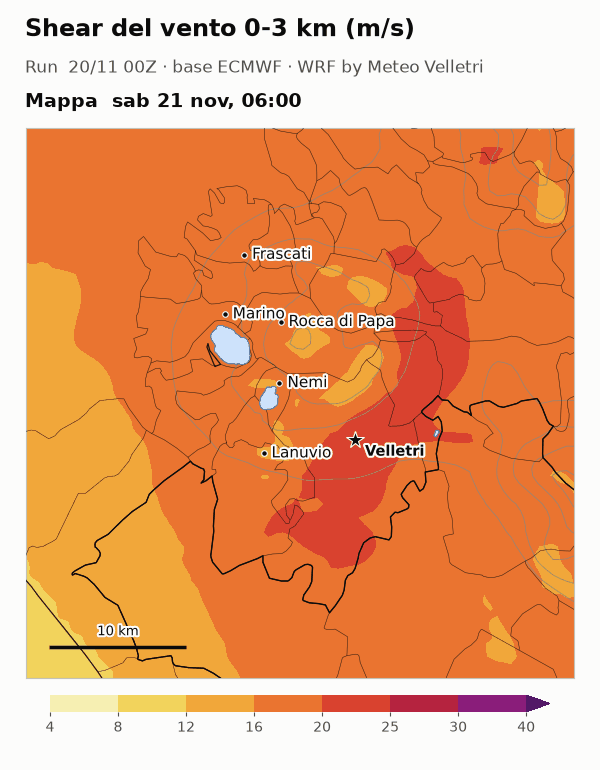 Shear del vento 0-3 km (m/s)
Run  20/11 00Z · base ECMWF · WRF by Meteo Velletri
Mappa  sab 21 nov, 06:00
Frascati
Marino
Rocca di Papa
Nemi
Velletri
Lanuvio
10 km
4 8 12 16 20 25 30 40